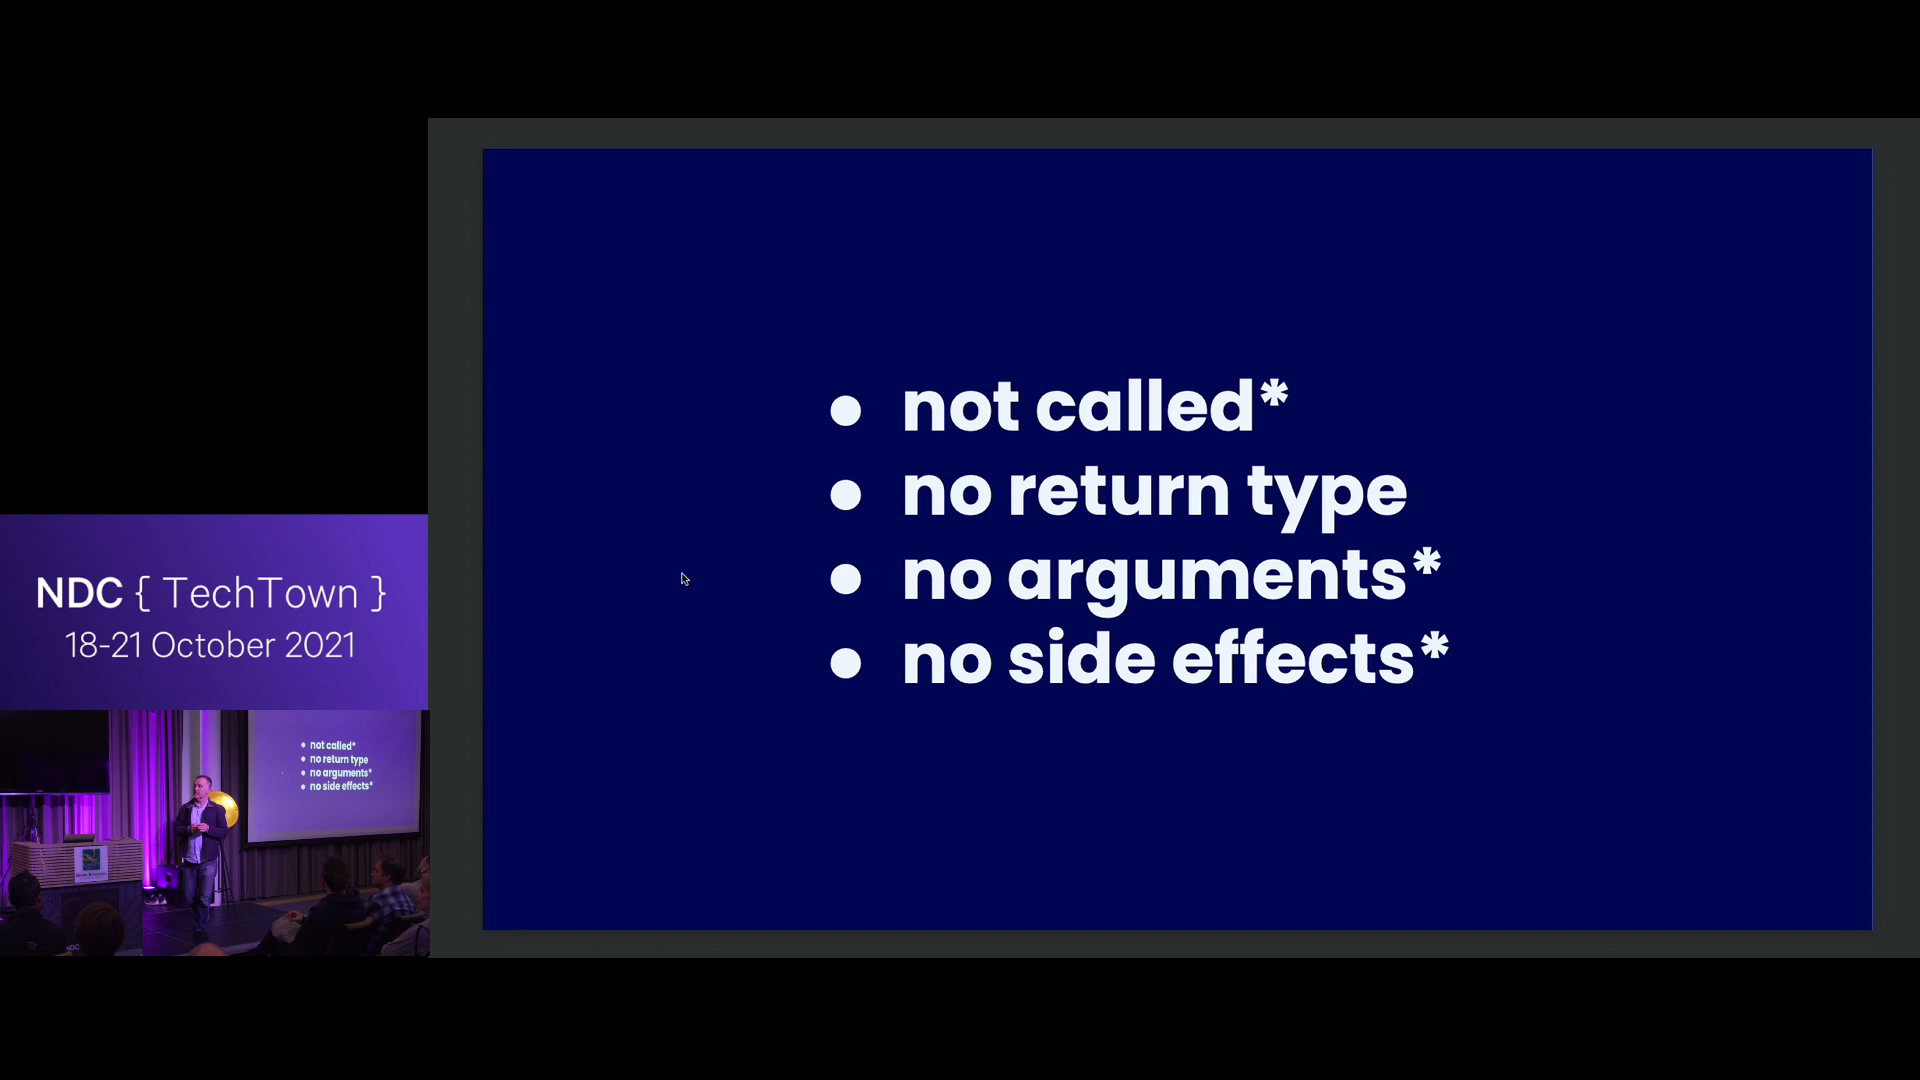 ● not called*
● no return type
● no arguments*
● no side effects*
NDC { TechTown }
18-21 October 2021
● not called*
● no return type
● no arguments*
● no side effects*
NDC